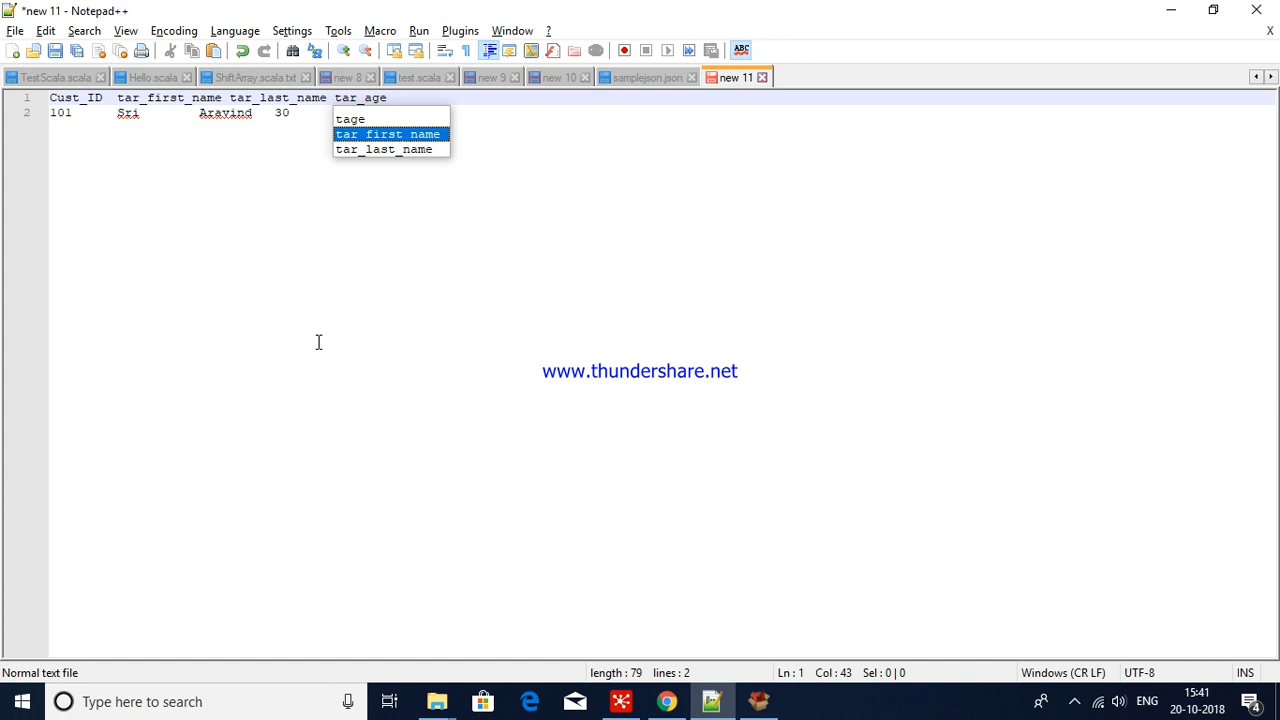 *new 11 - Notepad++
File Edit Search View Encoding Language Settings Tools Macro Run Plugins Window ?
X
ABC
TestScala.scala Hello.scala ShiftArray.scala.txt new 8 test.scala new 9 new 10 samplejson.json new 11
1 Cust_ID tar_first_name tar_last_name tar_age
2 101 Sri Aravind 30
tage
tar_first_name
tar_last_name
www.thundershare.net
Normal text file length : 79 lines : 2 Ln : 1 Col : 43 Sel : 0 | 0 Windows (CR LF) UTF-8 INS
Type here to search
ENG
15:41
20-10-2018
4